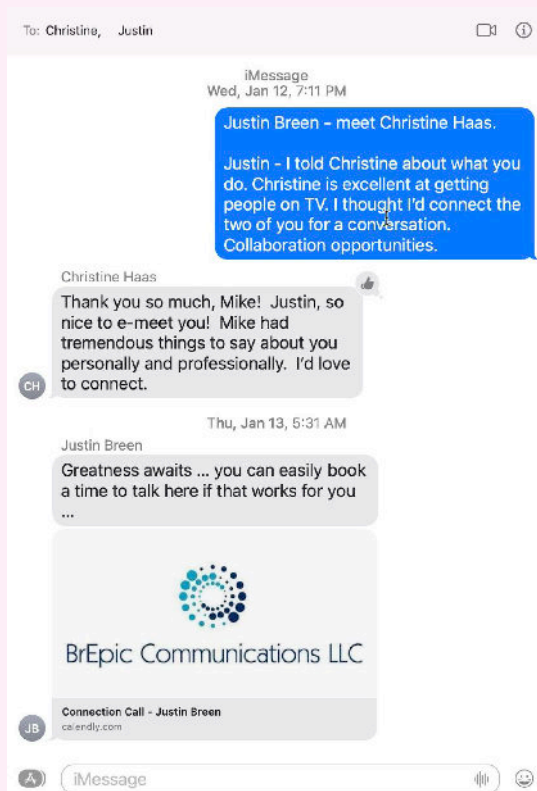 To: Christine, Justin
iMessage
Wed, Jan 12, 7:11 PM
Justin Breen - meet Christine Haas.
Justin - I told Christine about what you
do. Christine is excellent at getting
people on TV. I thought I'd connect the
two of you for a conversation.
Collaboration opportunities.
Christine Haas
Thank you so much, Mike! Justin, so
nice to e-meet you! Mike had
tremendous things to say about you
personally and professionally. I'd love
to connect.
CH
Thu, Jan 13, 5:31 AM
Justin Breen
Greatness awaits ... you can easily book
a time to talk here if that works for you
...
BrEpic Communications LLC
Connection Call - Justin Breen
calendly.com
JB
iMessage